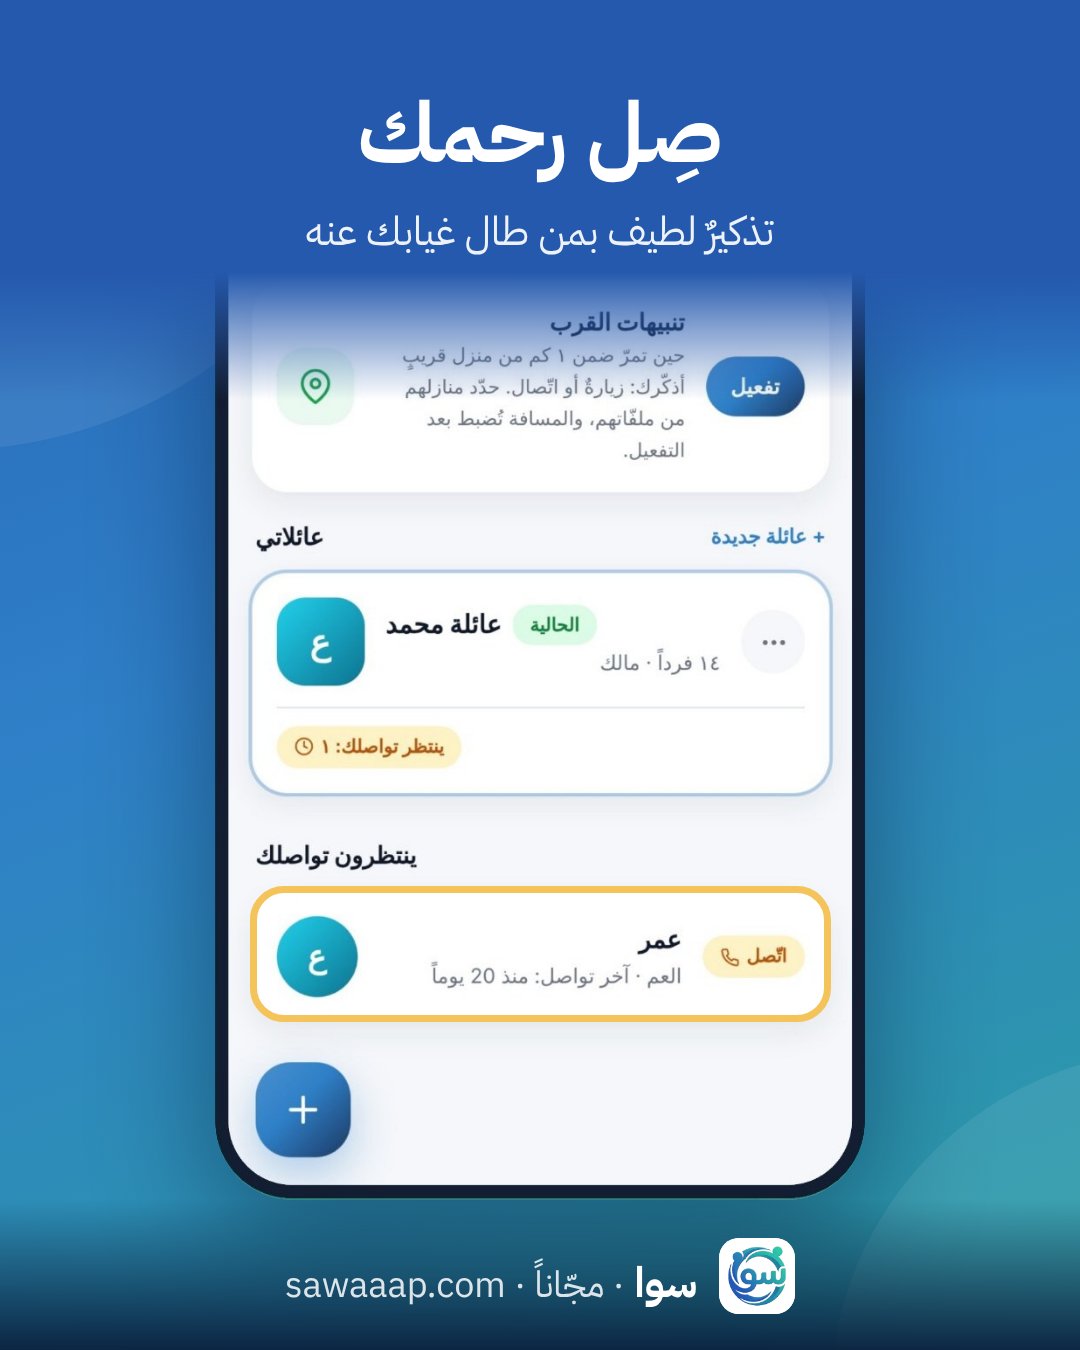 صِل رحمك
تذكيرٌ لطيف بمن طال غيابك عنه
تنبيهات القرب
حين تمرّ ضمن ١ كم من منزل قريبٍ
أذكّرك: زيارةٌ أو اتّصال. حدّد منازلهم
من ملفّاتهم، والمسافة تُضبط بعد
التفعيل.
تفعيل
+ عائلة جديدة
عائلاتي
عائلة محمد
الحالية
١٤ فرداً · مالك
ع
ينتظر تواصلك: ١
ينتظرون تواصلك
اتّصل
عمر
العم · آخر تواصل: منذ 20 يوماً
ع
سوا
سوا · مجّاناً · sawaaap.com